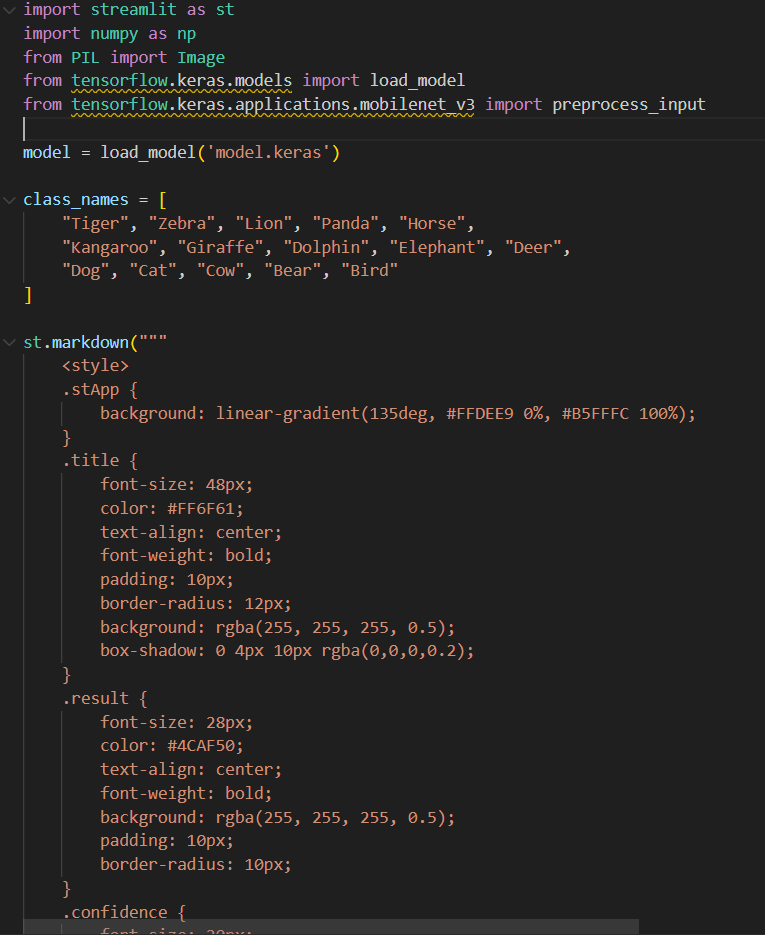 import streamlit as st
import numpy as np
from PIL import Image
from tensorflow.keras.models import load_model
from tensorflow.keras.applications.mobilenet_v3 import preprocess_input

model = load_model('model.keras')

class_names = [
    "Tiger", "Zebra", "Lion", "Panda", "Horse",
    "Kangaroo", "Giraffe", "Dolphin", "Elephant", "Deer",
    "Dog", "Cat", "Cow", "Bear", "Bird"
]

st.markdown("""
    <style>
    .stApp {
        background: linear-gradient(135deg, #FFDEE9 0%, #B5FFFC 100%);
    }
    .title {
        font-size: 48px;
        color: #FF6F61;
        text-align: center;
        font-weight: bold;
        padding: 10px;
        border-radius: 12px;
        background: rgba(255, 255, 255, 0.5);
        box-shadow: 0 4px 10px rgba(0,0,0,0.2);
    }
    .result {
        font-size: 28px;
        color: #4CAF50;
        text-align: center;
        font-weight: bold;
        background: rgba(255, 255, 255, 0.5);
        padding: 10px;
        border-radius: 10px;
    }
    .confidence {